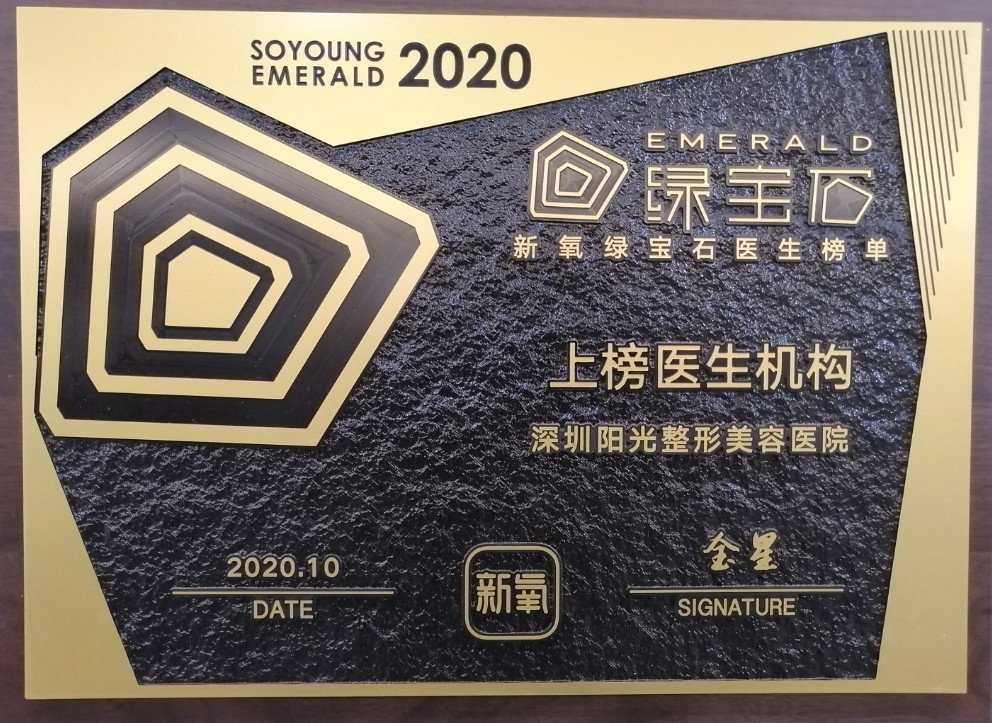 SOYOUNG
EMERALD 2020
EMERALD
绿宝石
新氧绿宝石医生榜单
上榜医生机构
深圳阳光整形美容医院
2020.10
DATE
新氧
金星
SIGNATURE